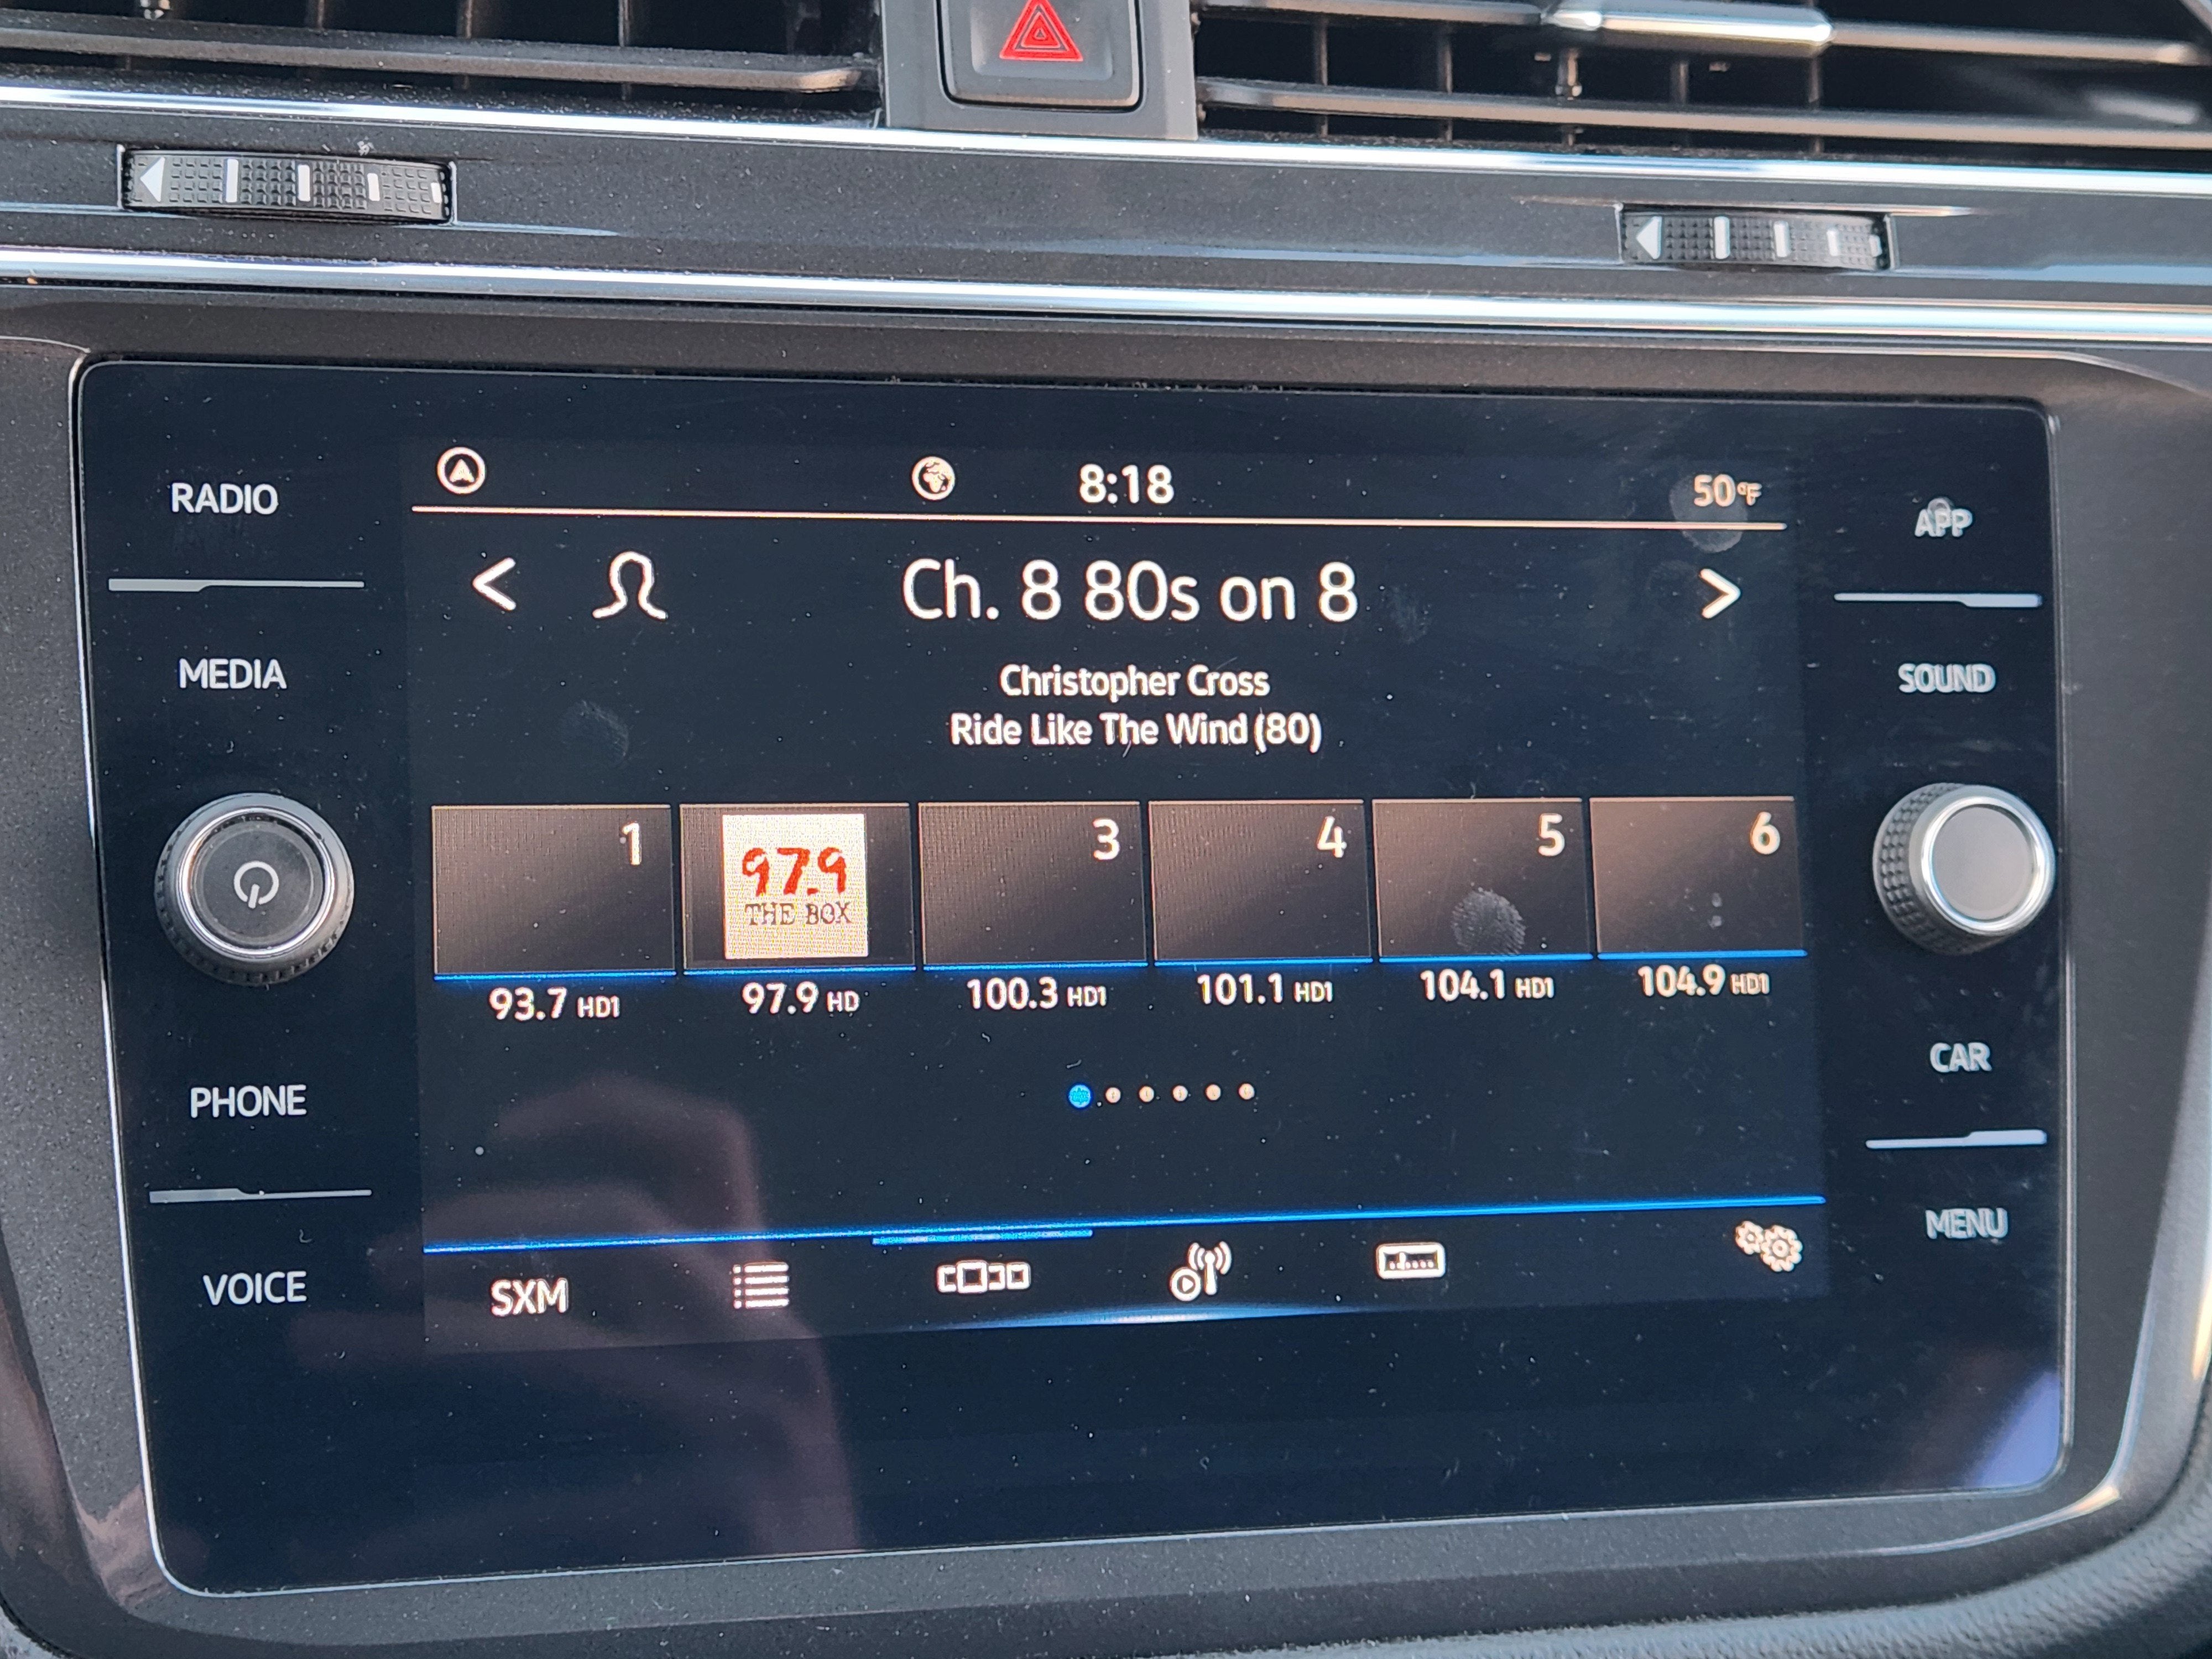 RADIO
MEDIA
PHONE
VOICE
8:18
50°F
Ch. 8 80s on 8
Christopher Cross
Ride Like The Wind (80)
1
97.9
THE BOX
3
4
5
6
93.7 HD1
97.9 HD
100.3 HD1
101.1 HD1
104.1 HD1
104.9 HD1
SXM
APP
SOUND
CAR
MENU